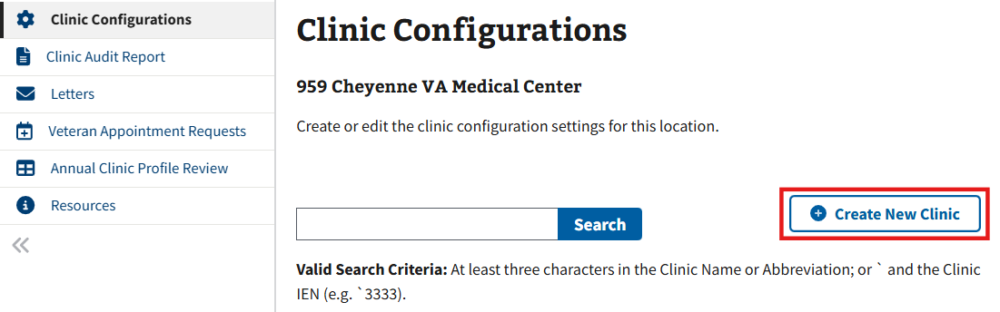 Clinic Configurations
Clinic Audit Report
Letters
Veteran Appointment Requests
Annual Clinic Profile Review
Resources
Clinic Configurations
959 Cheyenne VA Medical Center
Create or edit the clinic configuration settings for this location.
Search
Create New Clinic
Valid Search Criteria: At least three characters in the Clinic Name or Abbreviation; or ` and the Clinic
IEN (e.g. `3333).